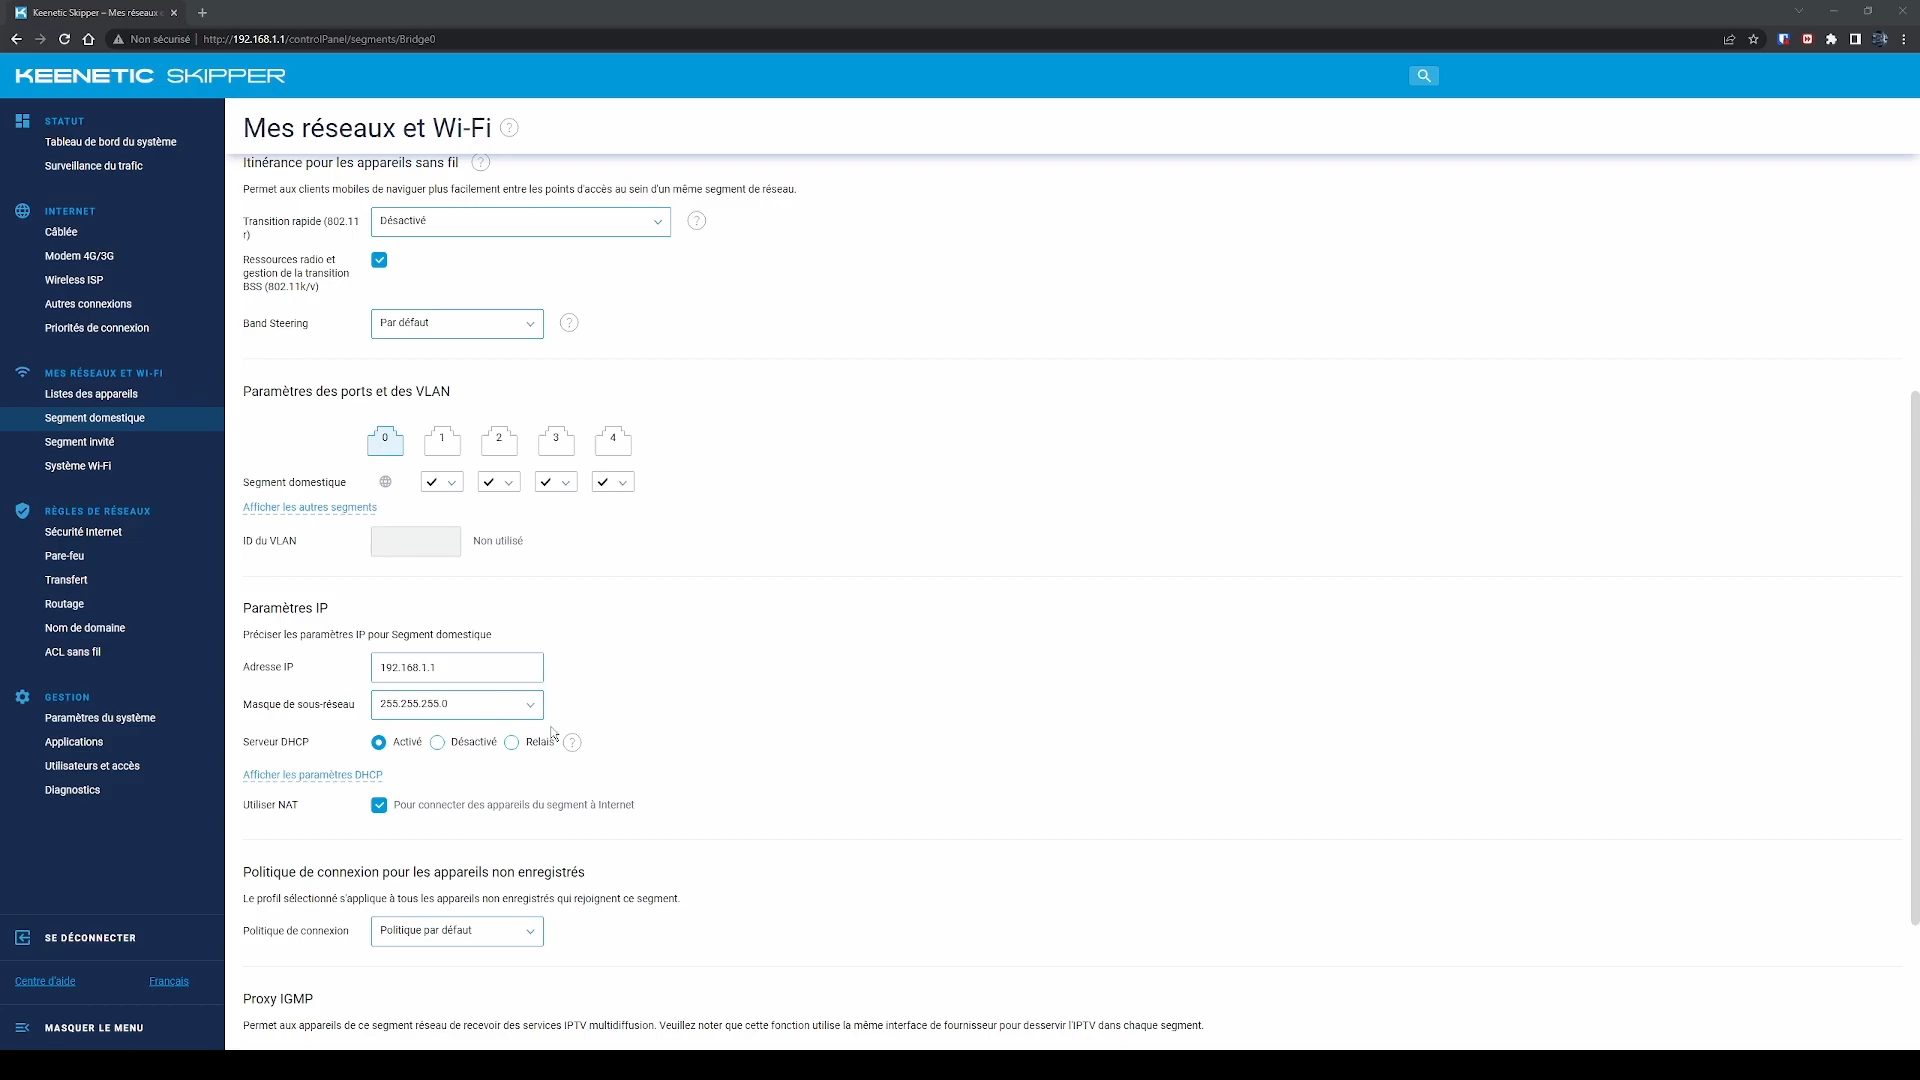 Keenetic Skipper – Mes réseaux
Non sécurisé | http://192.168.1.1/controlPanel/segments/Bridge0
KEENETIC SKIPPER
STATUT
Tableau de bord du système
Surveillance du trafic
INTERNET
Câblée
Modem 4G/3G
Wireless ISP
Autres connexions
Priorités de connexion
MES RÉSEAUX ET WI-FI
Listes des appareils
Segment domestique
Segment invité
Système Wi-Fi
RÈGLES DE RÉSEAUX
Sécurité Internet
Pare-feu
Transfert
Routage
Nom de domaine
ACL sans fil
GESTION
Paramètres du système
Applications
Utilisateurs et accès
Diagnostics
SE DÉCONNECTER
Centre d'aide Français
MASQUER LE MENU
Mes réseaux et Wi-Fi ?
Itinérance pour les appareils sans fil ?
Permet aux clients mobiles de naviguer plus facilement entre les points d'accès au sein d'un même segment de réseau.
Transition rapide (802.11
r)
Désactivé ?
Ressources radio et
gestion de la transition
BSS (802.11k/v)
Band Steering Par défaut ?
Paramètres des ports et des VLAN
0 1 2 3 4
Segment domestique
Afficher les autres segments
ID du VLAN Non utilisé
Paramètres IP
Préciser les paramètres IP pour Segment domestique
Adresse IP 192.168.1.1
Masque de sous-réseau 255.255.255.0
Serveur DHCP Activé Désactivé Relais ?
Afficher les paramètres DHCP
Utiliser NAT Pour connecter des appareils du segment à Internet
Politique de connexion pour les appareils non enregistrés
Le profil sélectionné s'applique à tous les appareils non enregistrés qui rejoignent ce segment.
Politique de connexion Politique par défaut
Proxy IGMP
Permet aux appareils de ce segment réseau de recevoir des services IPTV multidiffusion. Veuillez noter que cette fonction utilise la même interface de fournisseur pour desservir l'IPTV dans chaque segment.